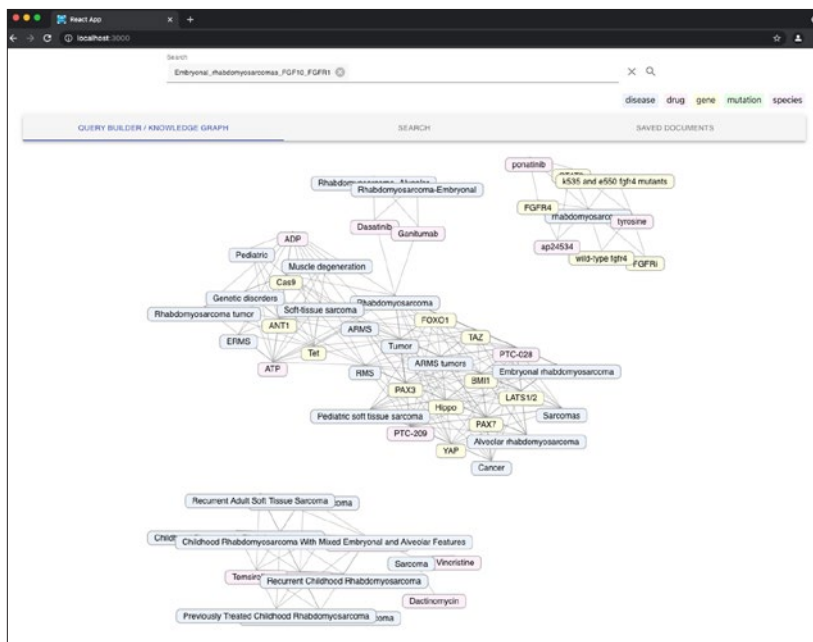 React App
localhost:3000
Search
Embryonal_rhabdomyosarcomas_FGF10_FGFR1
disease drug gene mutation species
QUERY BUILDER / KNOWLEDGE GRAPH SEARCH SAVED DOCUMENTS
ponatinib
k535 and e550 fgfr4 mutants
Rhabdomyosarcoma-Embryonal
FGFR4
rhabdomyosarco
tyrosine
Dasatinib
Ganitumab
ADP
ap24534
wild-type fgfr4
FGFRi
Pediatric
Muscle degeneration
Cas9
Genetic disorders
Rhabdomyosarcoma
Soft-tissue sarcoma
Rhabdomyosarcoma tumor
ANT1
ARMS
FOXO1
TAZ
ERMS
Tet
Tumor
PTC-028
ATP
RMS
ARMS tumors
Embryonal rhabdomyosarcoma
PAX3
BMI1
LATS1/2
Hippo
Pediatric soft tissue sarcoma
Sarcomas
PTC-209
PAX7
Alveolar rhabdomyosarcoma
YAP
Cancer
Recurrent Adult Soft Tissue Sarcoma
Childhood Rhabdomyosarcoma With Mixed Embryonal and Alveolar Features
Sarcoma Vincristine
Recurrent Childhood Rhabdomyosarcoma
Dactinomycin
Previously Treated Childhood Rhabdomyosarcoma